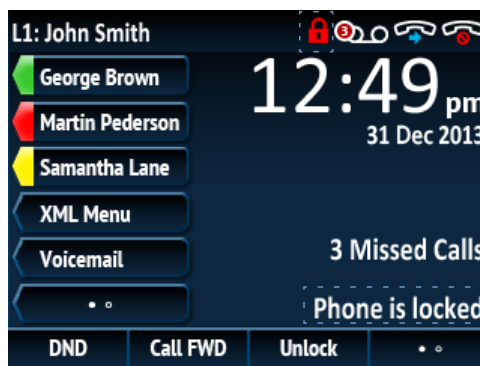 L1: John Smith
3
George Brown
12:49 pm
Martin Pederson
31 Dec 2013
Samantha Lane
XML Menu
Voicemail
3 Missed Calls
Phone is locked
DND Call FWD Unlock